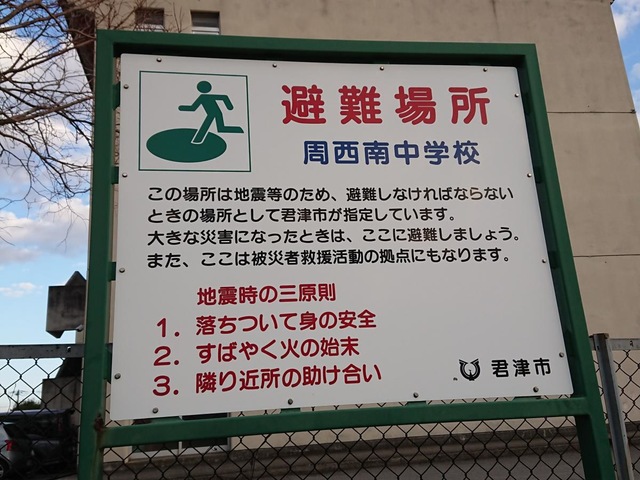 避難場所
周西南中学校
この場所は地震等のため、避難しなければならない
ときの場所として君津市が指定しています。
大きな災害になったときは、ここに避難しましょう。
また、ここは被災者救援活動の拠点にもなります。
地震時の三原則
1. 落ちついて身の安全
2. すばやく火の始末
3. 隣り近所の助け合い
君津市